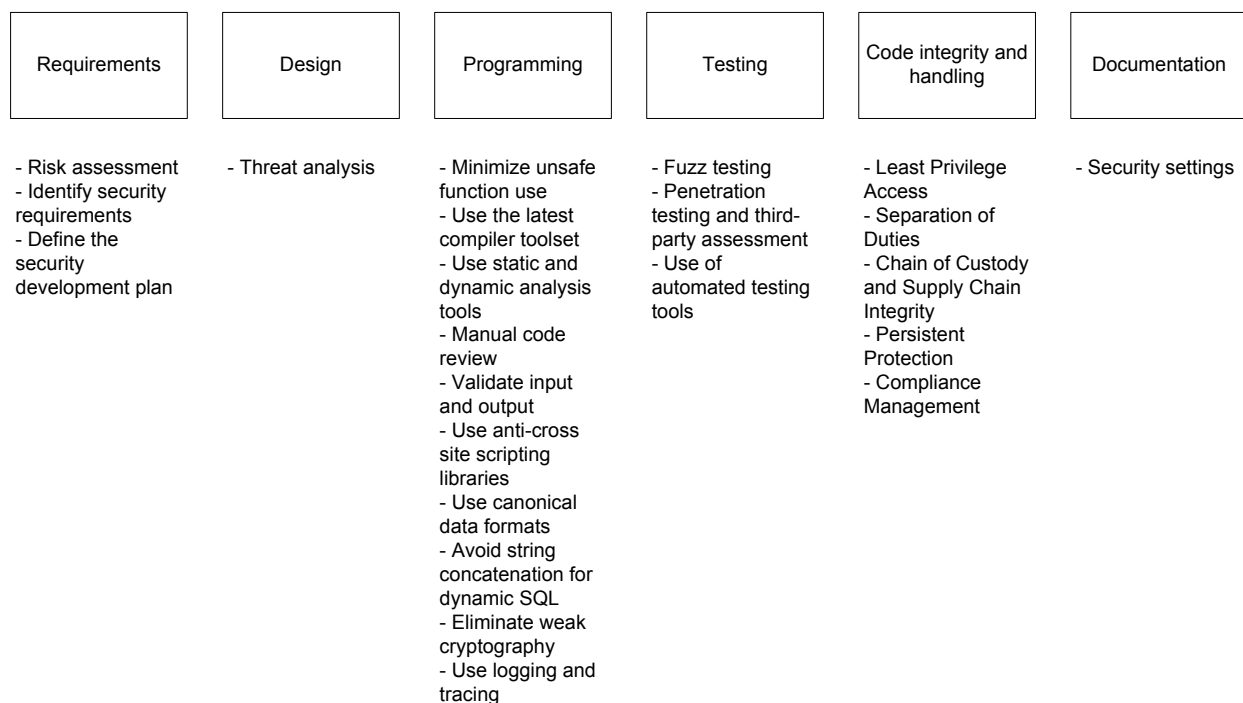 Requirements
Design
Programming
Testing
Code integrity and
handling
Documentation
- Risk assessment
- Identify security
requirements
- Define the
security
development plan
- Threat analysis
- Minimize unsafe
function use
- Use the latest
compiler toolset
- Use static and
dynamic analysis
tools
- Manual code
review
- Validate input
and output
- Use anti-cross
site scripting
libraries
- Use canonical
data formats
- Avoid string
concatenation for
dynamic SQL
- Eliminate weak
cryptography
- Use logging and
tracing
- Fuzz testing
- Penetration
testing and third-
party assessment
- Use of
automated testing
tools
- Least Privilege
Access
- Separation of
Duties
- Chain of Custody
and Supply Chain
Integrity
- Persistent
Protection
- Compliance
Management
- Security settings